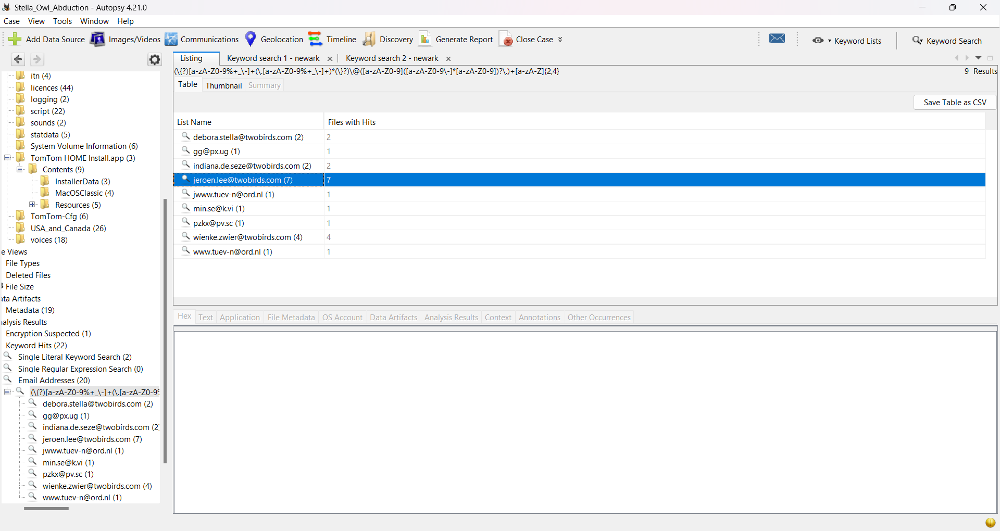 Stella_Owl_Abduction - Autopsy 4.21.0
Case View Tools Window Help
Add Data Source Images/Videos Communications Geolocation Timeline Discovery Generate Report Close Case Keyword Lists Keyword Search
Listing Keyword search 1 - newark Keyword search 2 - newark
(\{?)[a-zA-Z0-9%+_\-]+(\.[a-zA-Z0-9%+_\-]+)*(\}?)\@([a-zA-Z0-9]([a-zA-Z0-9\-]*[a-zA-Z0-9])?\.)+[a-zA-Z]{2,4}
9 Results
Table Thumbnail Summary
Save Table as CSV
List Name Files with Hits
debora.stella@twobirds.com (2) 2
gg@px.ug (1) 1
indiana.de.seze@twobirds.com (2) 2
jeroen.lee@twobirds.com (7) 7
jwww.tuev-n@ord.nl (1) 1
min.se@k.vi (1) 1
pzkx@pv.sc (1) 1
wienke.zwier@twobirds.com (4) 4
www.tuev-n@ord.nl (1) 1
Hex Text Application File Metadata OS Account Data Artifacts Analysis Results Context Annotations Other Occurrences
itn (4)
licences (44)
logging (2)
script (22)
sounds (2)
statdata (5)
System Volume Information (6)
TomTom HOME Install.app (3)
Contents (9)
InstallerData (3)
MacOSClassic (4)
Resources (5)
TomTom-Cfg (6)
USA_and_Canada (26)
voices (18)
e Views
File Types
Deleted Files
File Size
ata Artifacts
Metadata (19)
alysis Results
Encryption Suspected (1)
Keyword Hits (22)
Single Literal Keyword Search (2)
Single Regular Expression Search (0)
Email Addresses (20)
(\{?)[a-zA-Z0-9%+_\-]+(\.[a-zA-Z0-9%
debora.stella@twobirds.com (2)
gg@px.ug (1)
indiana.de.seze@twobirds.com (2)
jeroen.lee@twobirds.com (7)
jwww.tuev-n@ord.nl (1)
min.se@k.vi (1)
pzkx@pv.sc (1)
wienke.zwier@twobirds.com (4)
www.tuev-n@ord.nl (1)